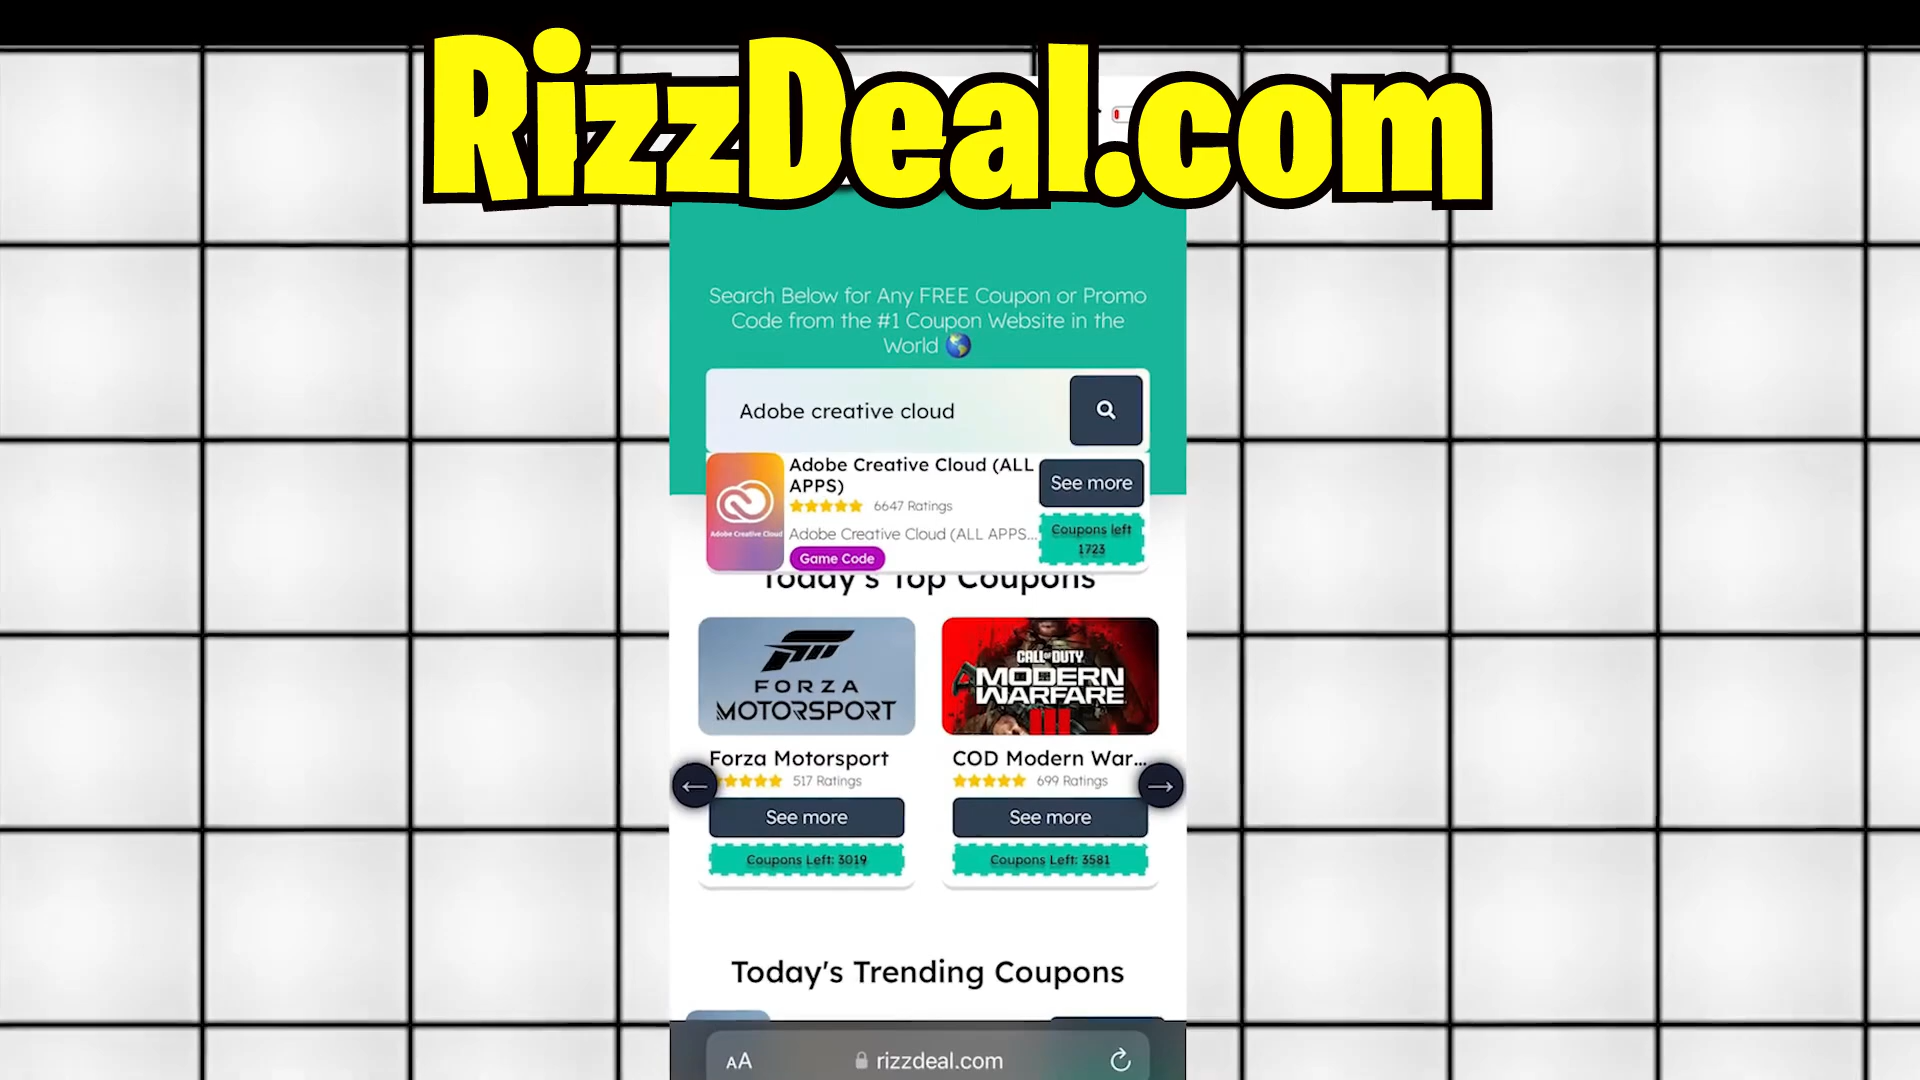 RizzDeal.com
Search Below for Any FREE Coupon or Promo
Code from the #1 Coupon Website in the
World 🌎
Adobe creative cloud
Adobe Creative Cloud (ALL
APPS)
6647 Ratings
See more
Adobe Creative Cloud
Adobe Creative Cloud (ALL APPS...
Game Code
Coupons left
1723
Today's Top Coupons
FORZA
MOTORSPORT
CALL OF DUTY
MODERN
WARFARE
III
Forza Motorsport
517 Ratings
See more
Coupons Left: 3019
COD Modern War...
699 Ratings
See more
Coupons Left: 3581
Today's Trending Coupons
AA
rizzdeal.com